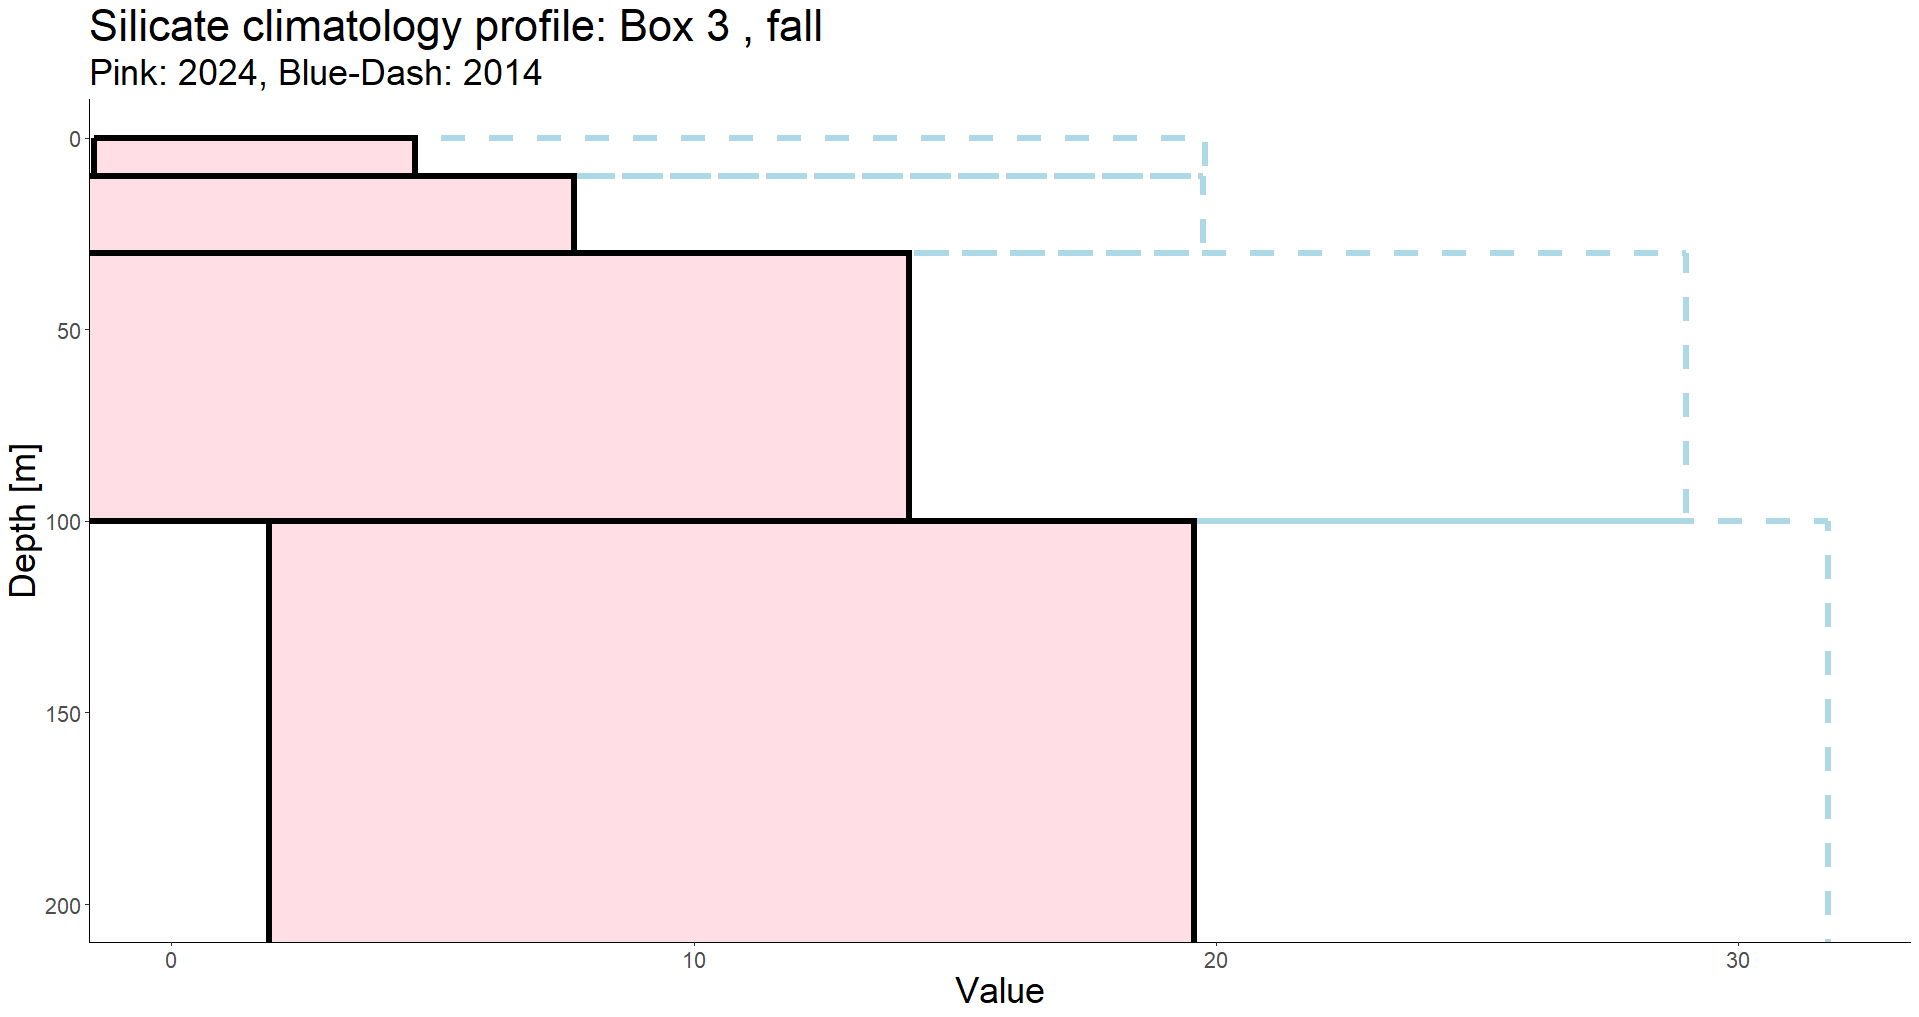 Silicate climatology profile: Box 3 , fall
Pink: 2024, Blue-Dash: 2014
0
50
100
150
200
Depth [m]
0 10 20 30
Value